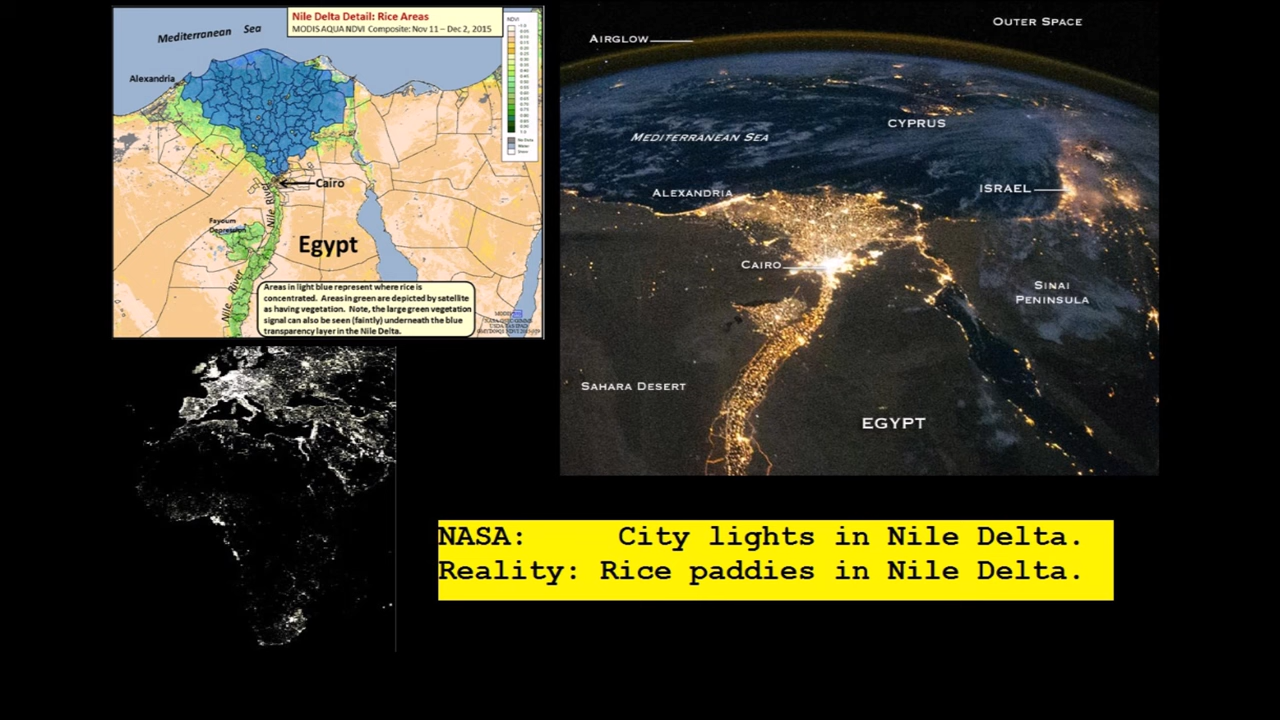 Nile Delta Detail: Rice Areas
MODIS AQUA NDVI Composite: Nov 11 – Dec 2, 2015
Mediterranean Sea
Alexandria
NDVI
Cairo
Nile River
Fayoum
Depression
Egypt
Nile River
Areas in light blue represent where rice is
concentrated. Areas in green are depicted by satellite
as having vegetation. Note, the large green vegetation
signal can also be seen (faintly) underneath the blue
transparency layer in the Nile Delta.
No Data
Water
OUTER SPACE
AIRGLOW
CYPRUS
MEDITERRANEAN SEA
ISRAEL
ALEXANDRIA
CAIRO
SINAI
PENINSULA
SAHARA DESERT
EGYPT
NASA: City lights in Nile Delta.
Reality: Rice paddies in Nile Delta.